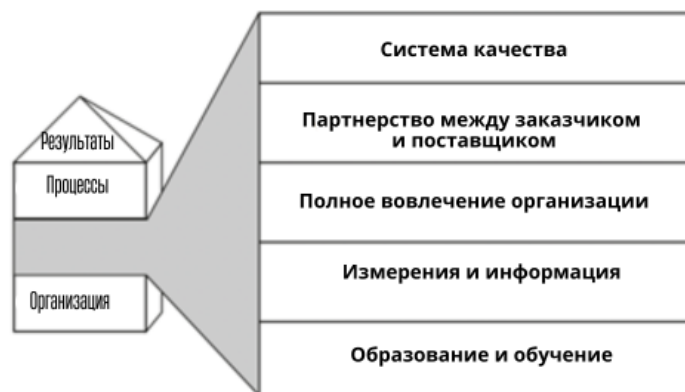 Результаты
Процессы
Организация
Система качества
Партнерство между заказчиком
и поставщиком
Полное вовлечение организации
Измерения и информация
Образование и обучение